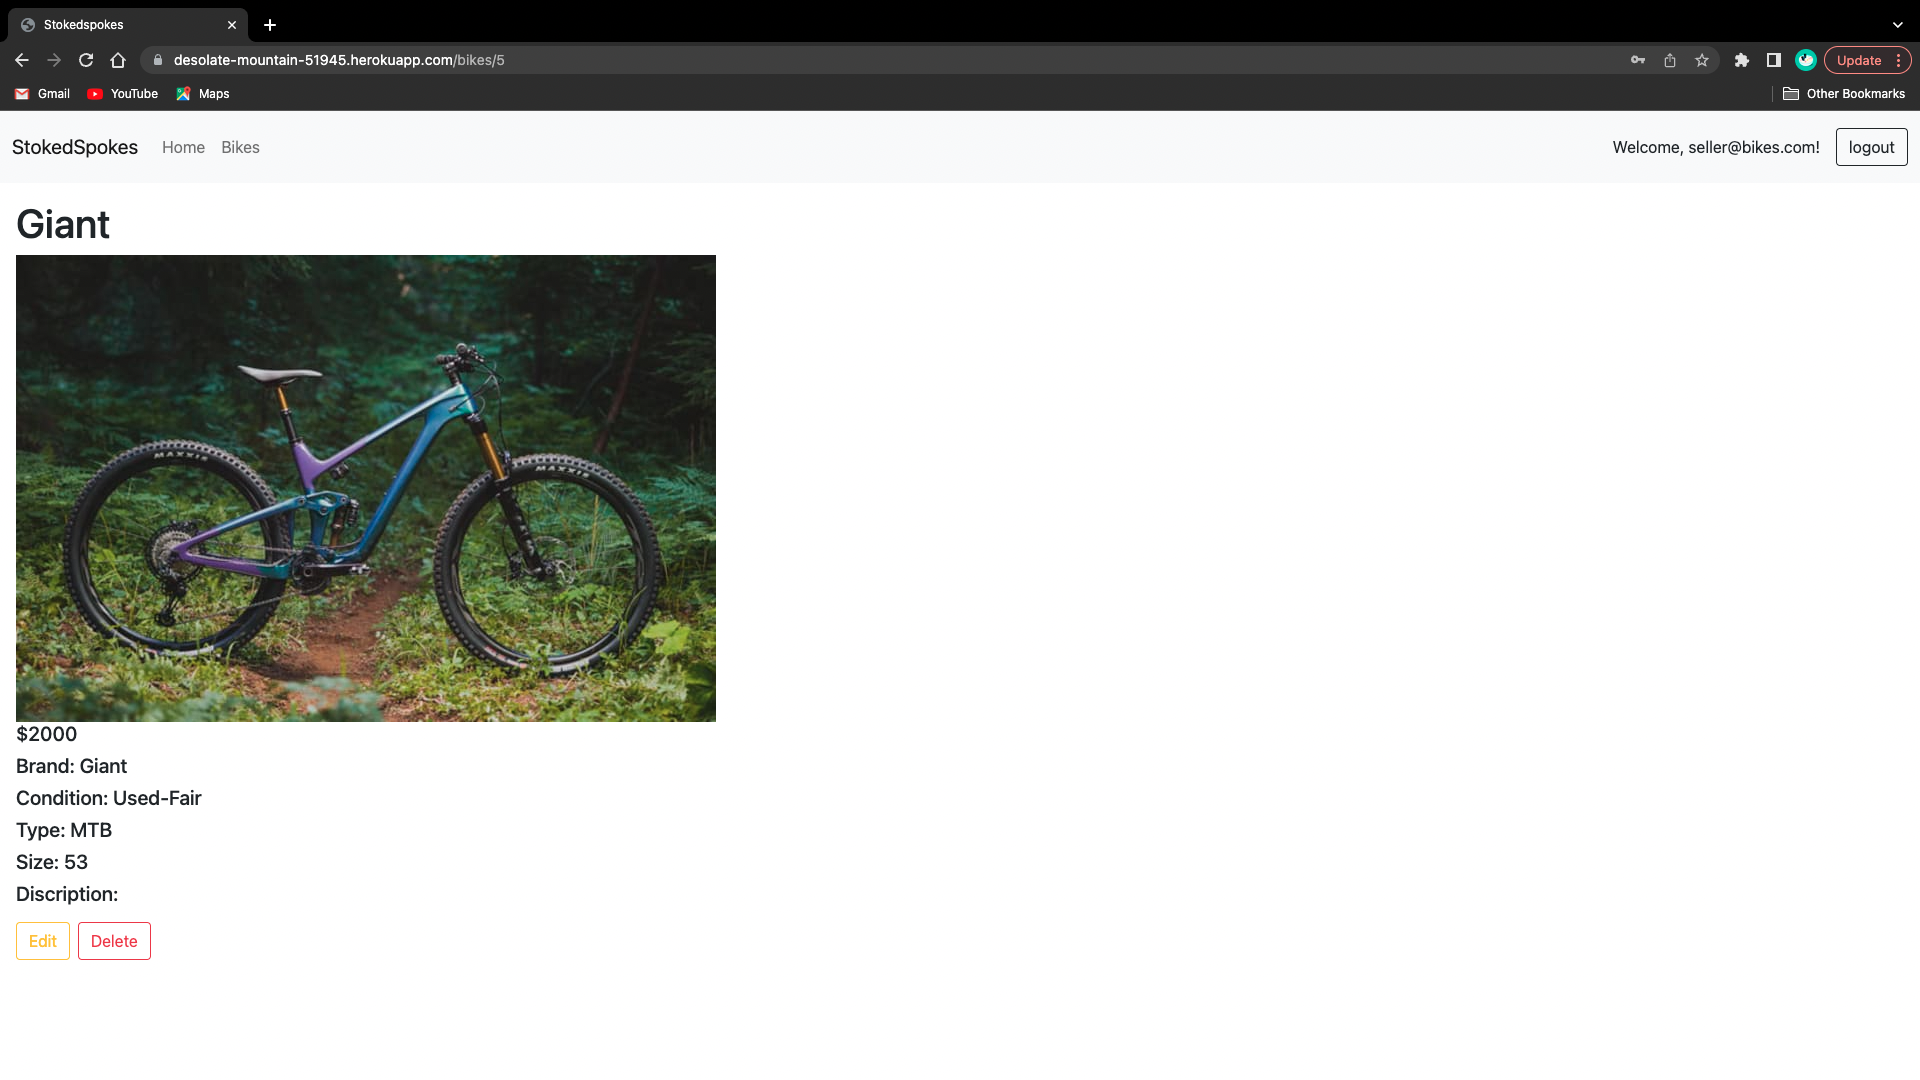 Stokedspokes
desolate-mountain-51945.herokuapp.com/bikes/5
Update
Gmail YouTube Maps Other Bookmarks
StokedSpokes Home Bikes Welcome, seller@bikes.com! logout
Giant
MAXXIS MAXXIS
$2000
Brand: Giant
Condition: Used-Fair
Type: MTB
Size: 53
Discription:
Edit Delete